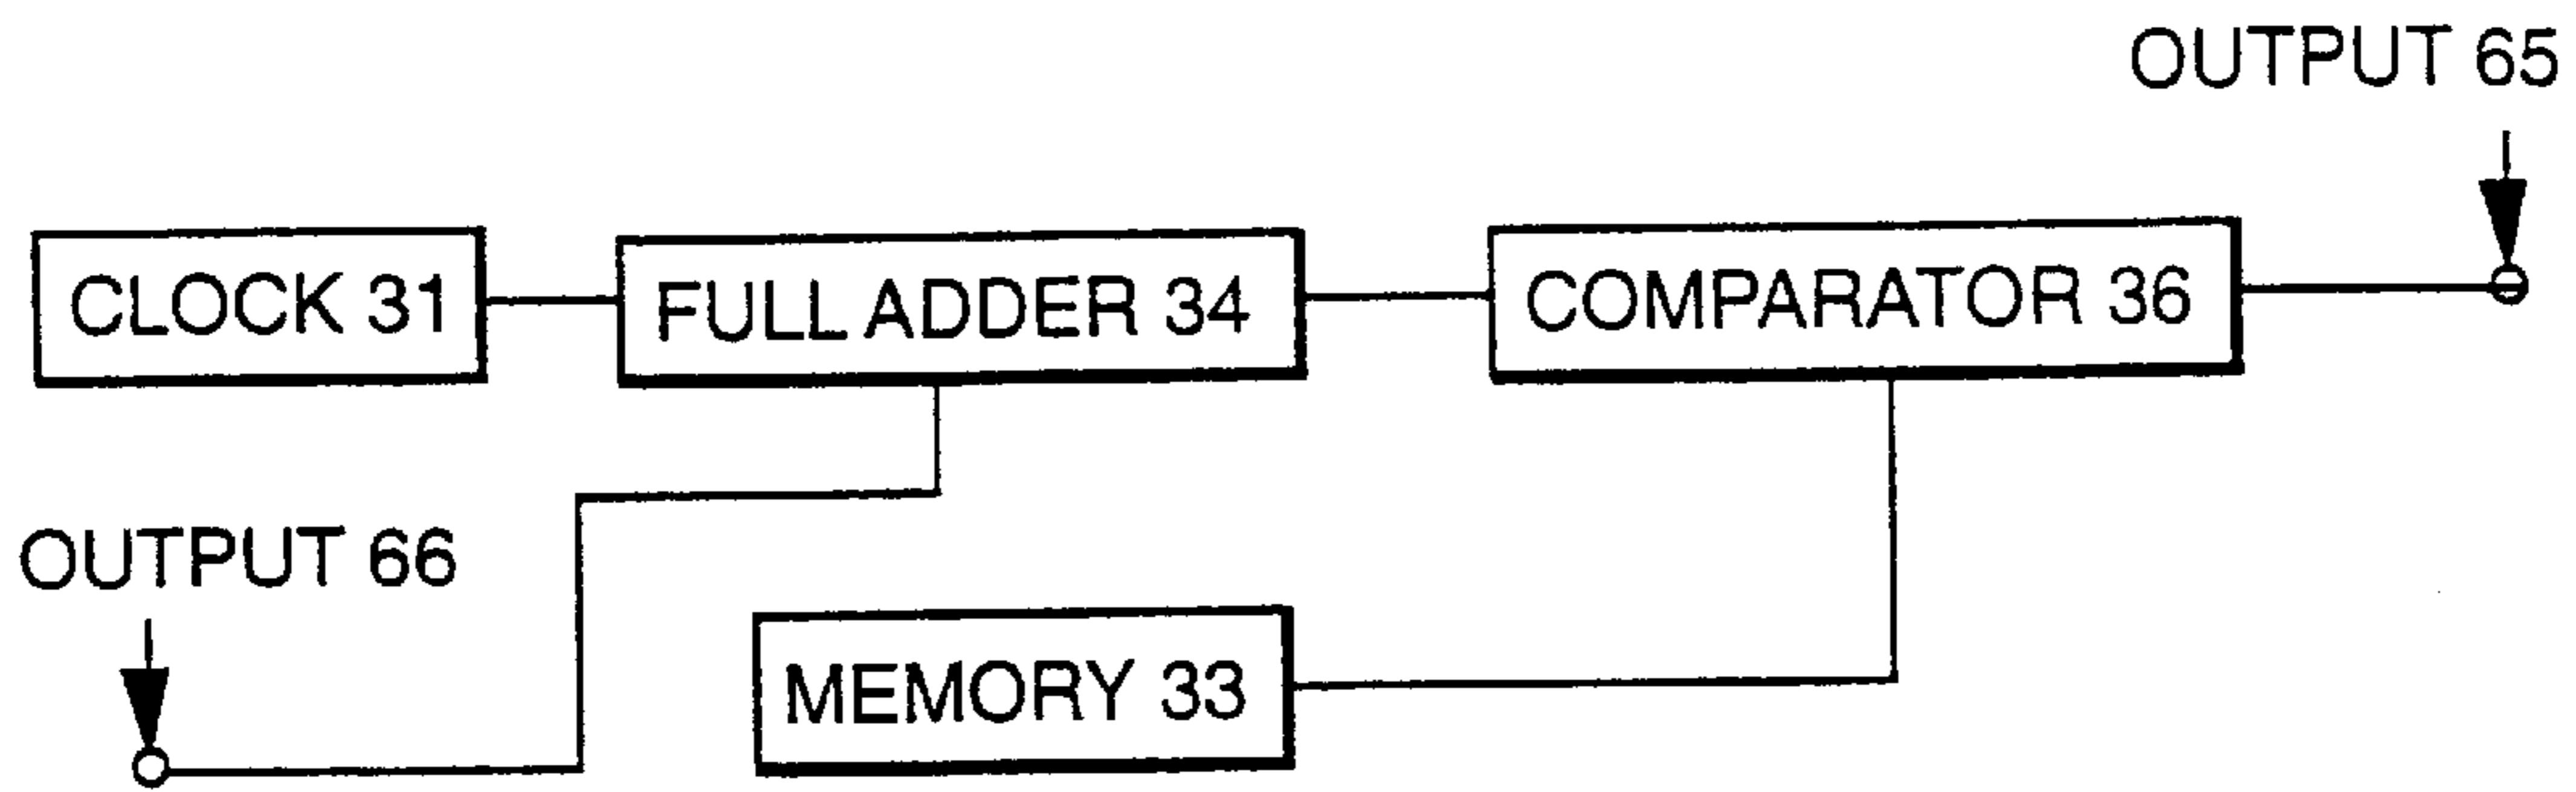 OUTPUT 65
CLOCK 31
FULL ADDER 34
COMPARATOR 36
OUTPUT 66
MEMORY 33